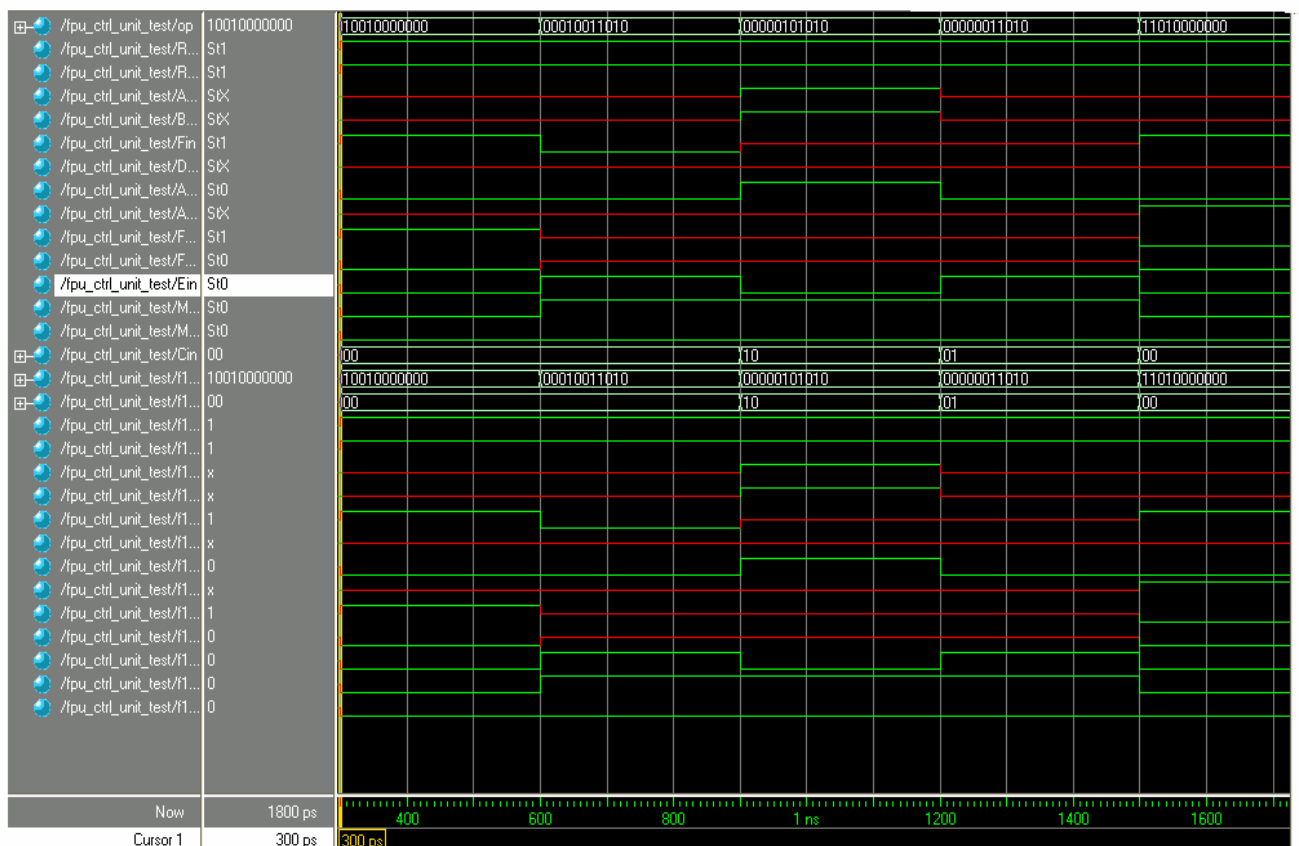 /fpu_ctrl_unit_test/op 10010000000 10010000000 00010011010 00000101010 00000011010 11010000000
/fpu_ctrl_unit_test/R... St1
/fpu_ctrl_unit_test/R... St1
/fpu_ctrl_unit_test/A... StX
/fpu_ctrl_unit_test/B... StX
/fpu_ctrl_unit_test/Fin St1
/fpu_ctrl_unit_test/D... StX
/fpu_ctrl_unit_test/A... St0
/fpu_ctrl_unit_test/A... StX
/fpu_ctrl_unit_test/F... St1
/fpu_ctrl_unit_test/F... St0
/fpu_ctrl_unit_test/Ein St0
/fpu_ctrl_unit_test/M... St0
/fpu_ctrl_unit_test/M... St0
/fpu_ctrl_unit_test/Cin 00 00 10 01 00
/fpu_ctrl_unit_test/f1... 10010000000 10010000000 00010011010 00000101010 00000011010 11010000000
/fpu_ctrl_unit_test/f1... 00 00 10 01 00
/fpu_ctrl_unit_test/f1... 1
/fpu_ctrl_unit_test/f1... 1
/fpu_ctrl_unit_test/f1... x
/fpu_ctrl_unit_test/f1... x
/fpu_ctrl_unit_test/f1... 1
/fpu_ctrl_unit_test/f1... x
/fpu_ctrl_unit_test/f1... 0
/fpu_ctrl_unit_test/f1... x
/fpu_ctrl_unit_test/f1... 1
/fpu_ctrl_unit_test/f1... 0
/fpu_ctrl_unit_test/f1... 0
/fpu_ctrl_unit_test/f1... 0
/fpu_ctrl_unit_test/f1... 0
Now 1800 ps 400 600 800 1 ns 1200 1400 1600
Cursor 1 300 ps 300 ps